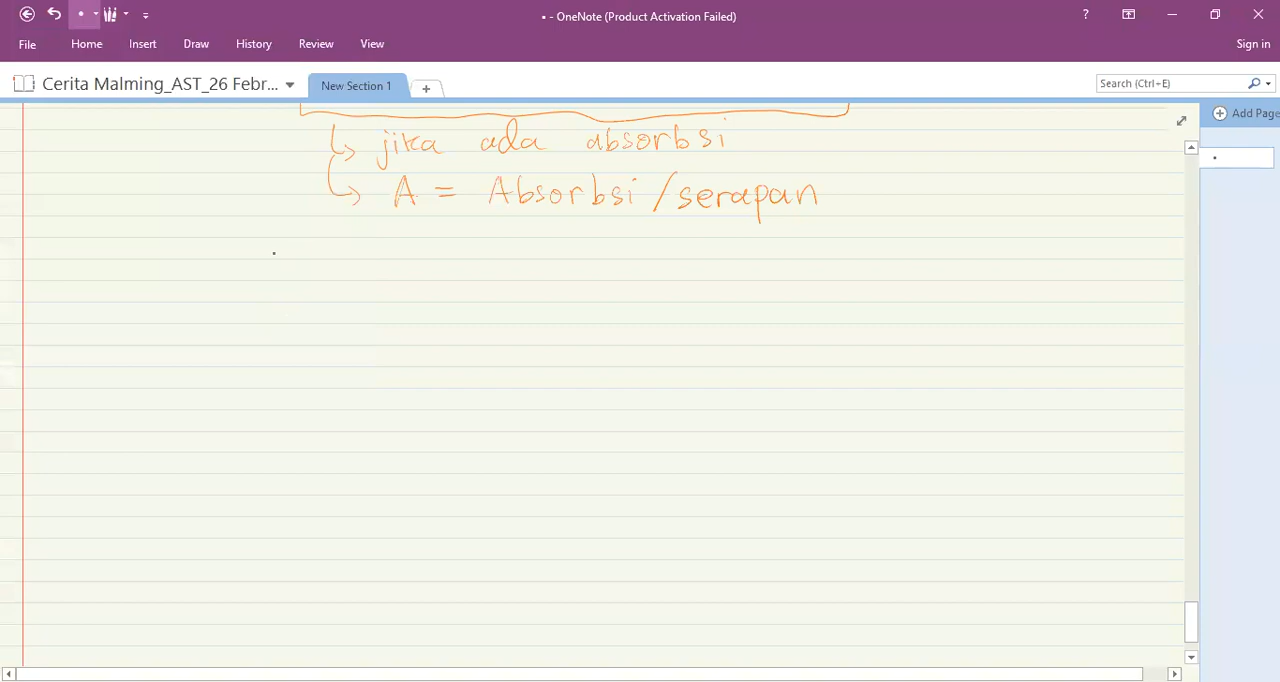 - OneNote (Product Activation Failed)
?
File Home Insert Draw History Review View
Sign in
Cerita Malming_AST_26 Febr...
New Section 1
+
Search (Ctrl+E)
Add Page
↳ jika ada absorbsi
↳ A = Absorbsi/serapan